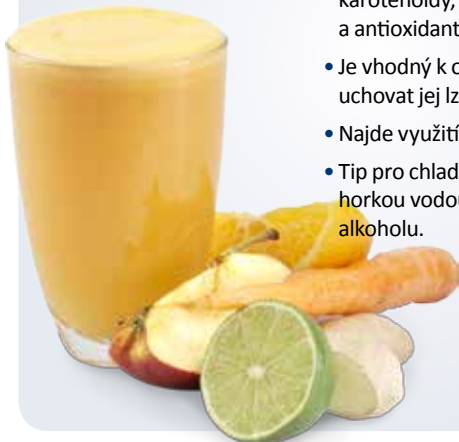 karotenoidy,
a antioxidant
• Je vhodný k c
uchovat jej lz
• Najde využití
• Tip pro chlad
horkou vodou
alkoholu.